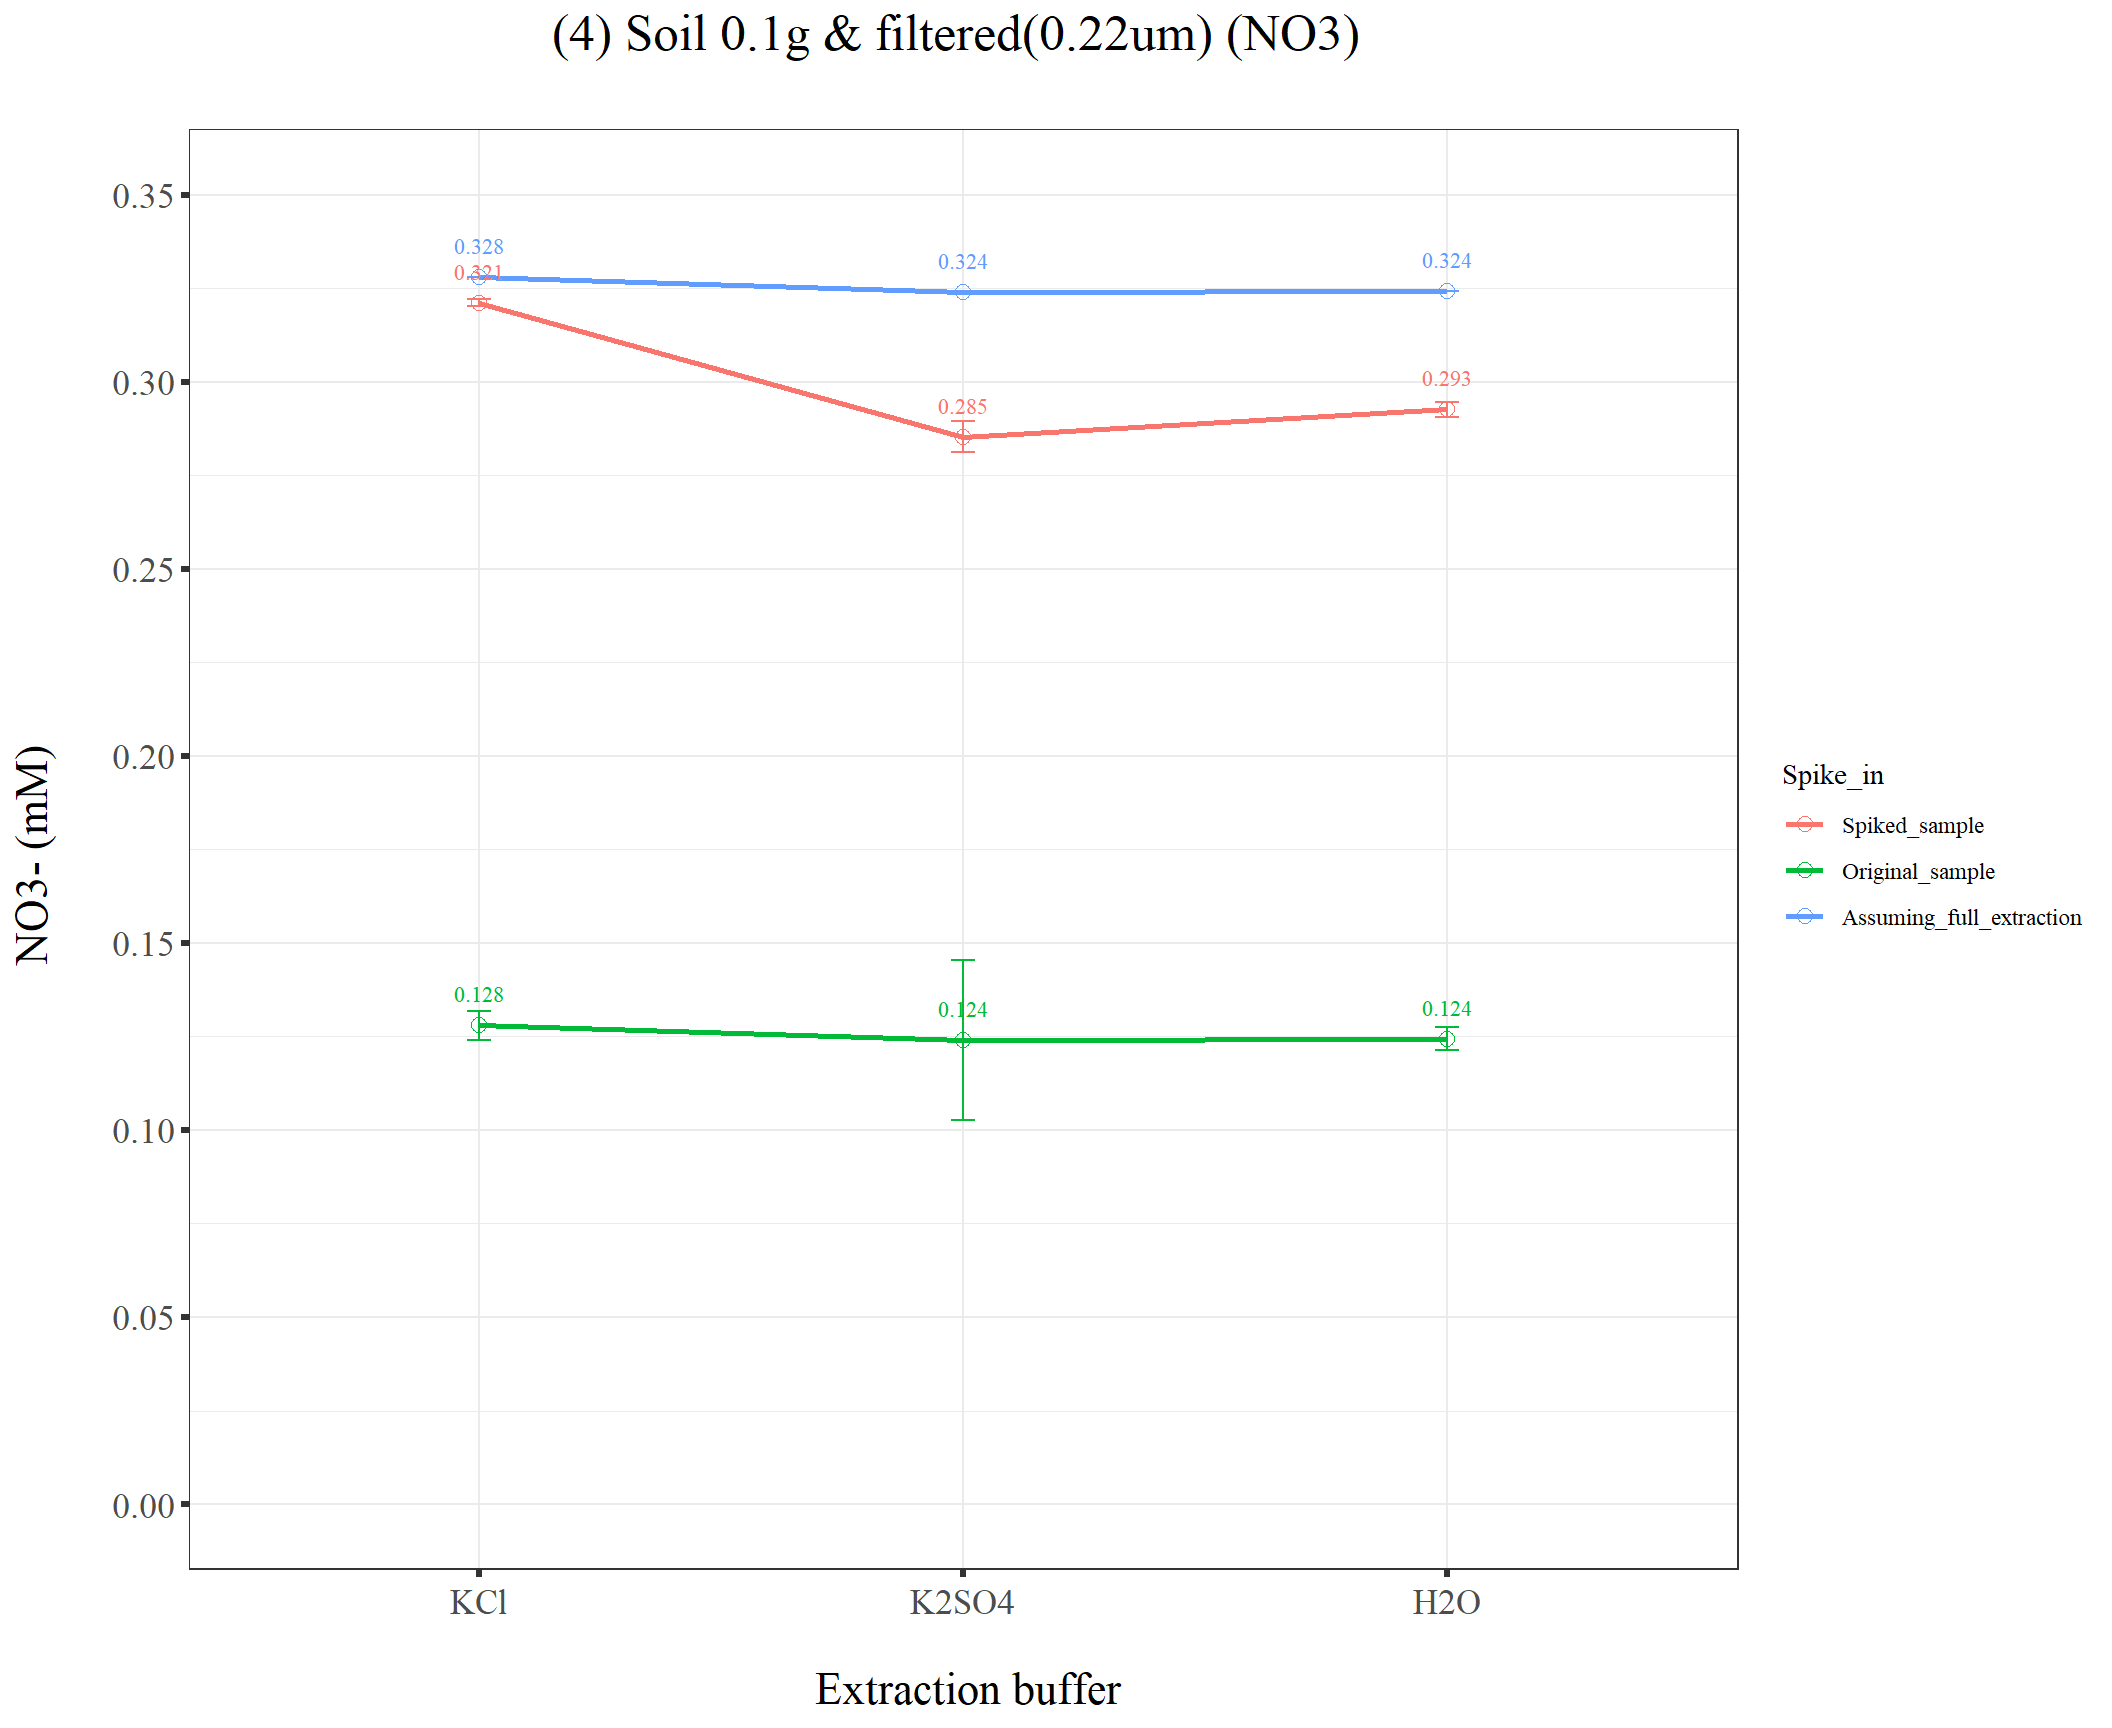 (4) Soil 0.1g & filtered(0.22um) (NO3)
0.35
0.30
0.25
0.20
0.15
0.10
0.05
0.00
NO3- (mM)
0.328
0.321
0.324
0.324
0.285
0.293
0.128
0.124
0.124
KCl
K2SO4
H2O
Extraction buffer
Spike_in
Spiked_sample
Original_sample
Assuming_full_extraction